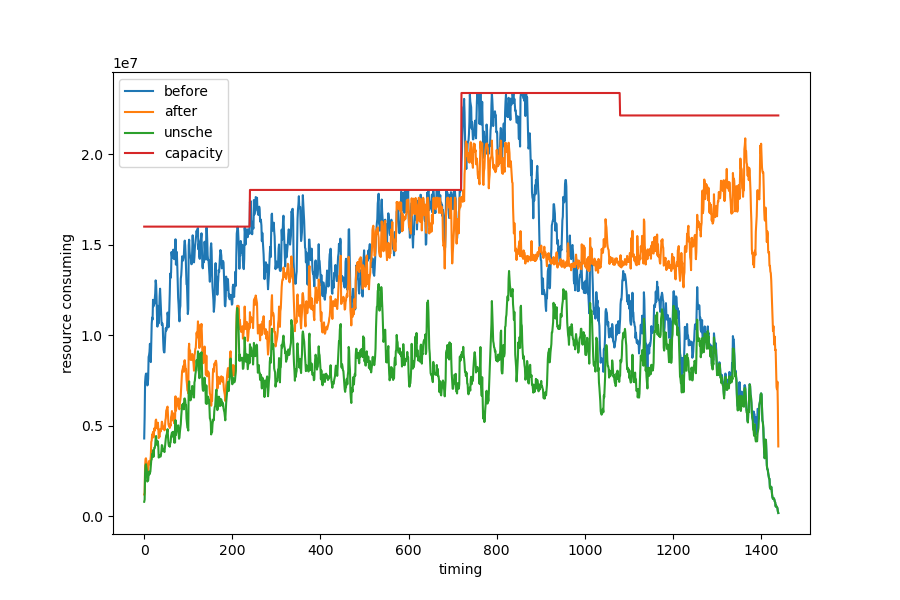 1e7
before
after
unsche
capacity
2.0
1.5
1.0
0.5
0.0
resource consuming
0 200 400 600 800 1000 1200 1400
timing